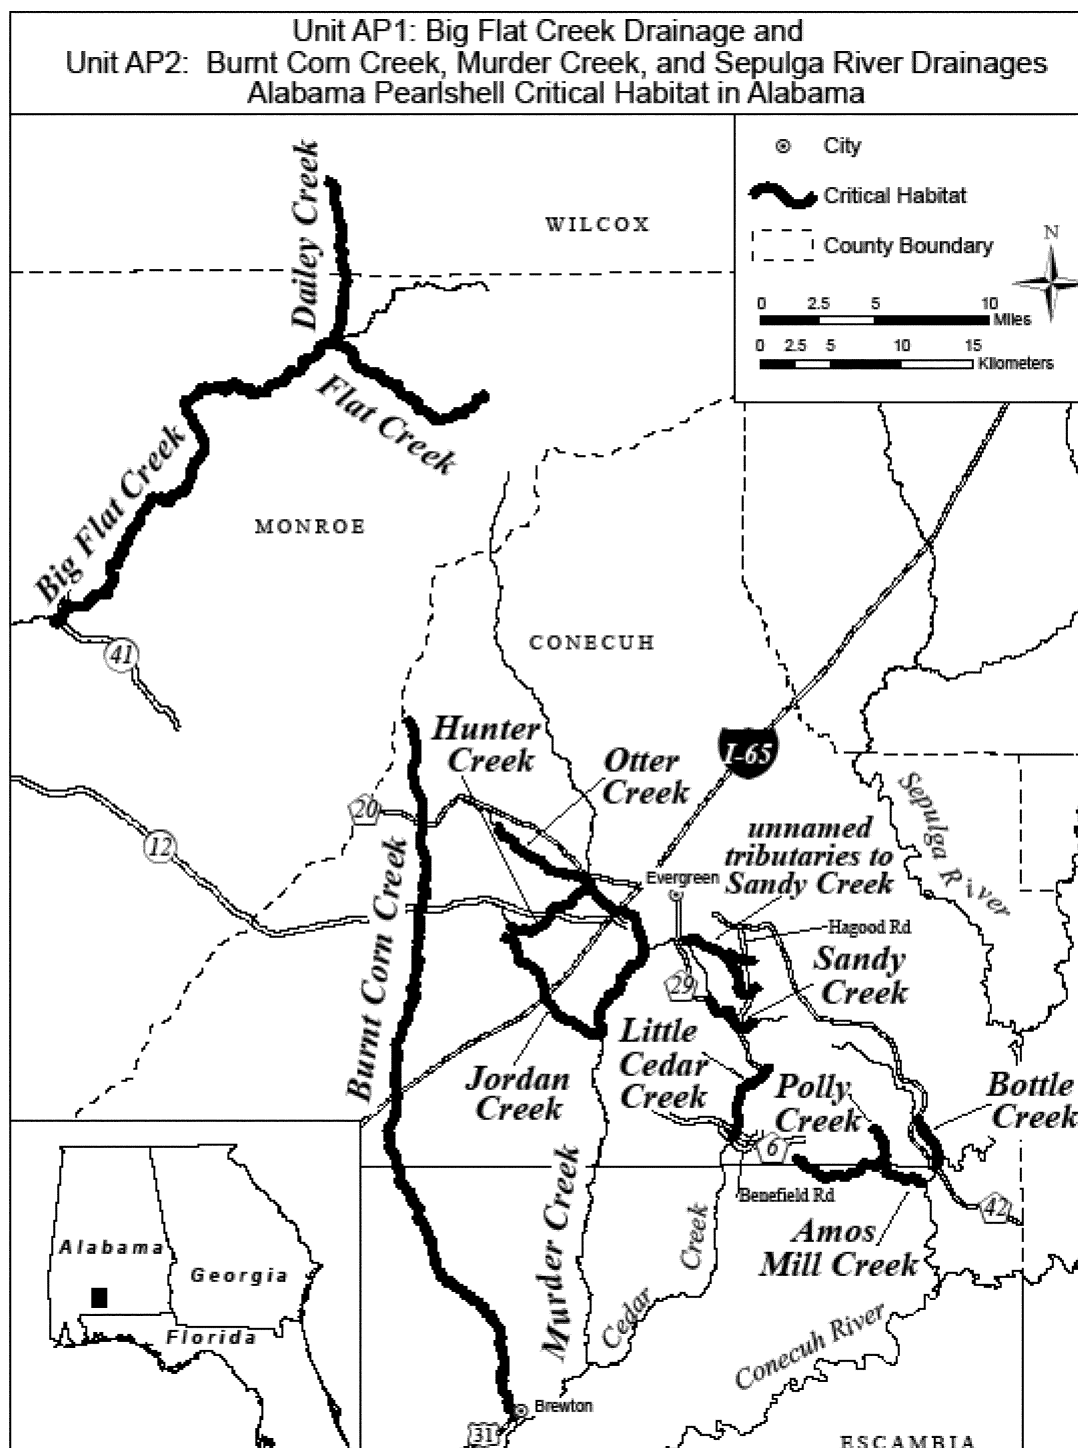 Unit AP1: Big Flat Creek Drainage and
Unit AP2: Burnt Corn Creek, Murder Creek, and Sepulga River Drainages
Alabama Pearlshell Critical Habitat in Alabama
City
Critical Habitat
County Boundary
N
0 2.5 5 10
Miles
0 2.5 5 10 15
Kilometers
Dailey Creek
WILCOX
Flat Creek
Big Flat Creek
MONROE
41
CONECUH
Hunter
Creek
Otter
Creek
I-65
20
12
Sepulga River
unnamed
tributaries to
Sandy Creek
Evergreen
Hagood Rd
Sandy
Creek
29
Burnt Corn Creek
Little
Cedar
Creek
Jordan
Creek
Polly
Creek
Bottle
Creek
6
Benefield Rd
42
Amos
Mill Creek
Murder Creek
Cedar Creek
Conecuh River
Alabama
Georgia
Florida
Brewton
31
ESCAMBIA